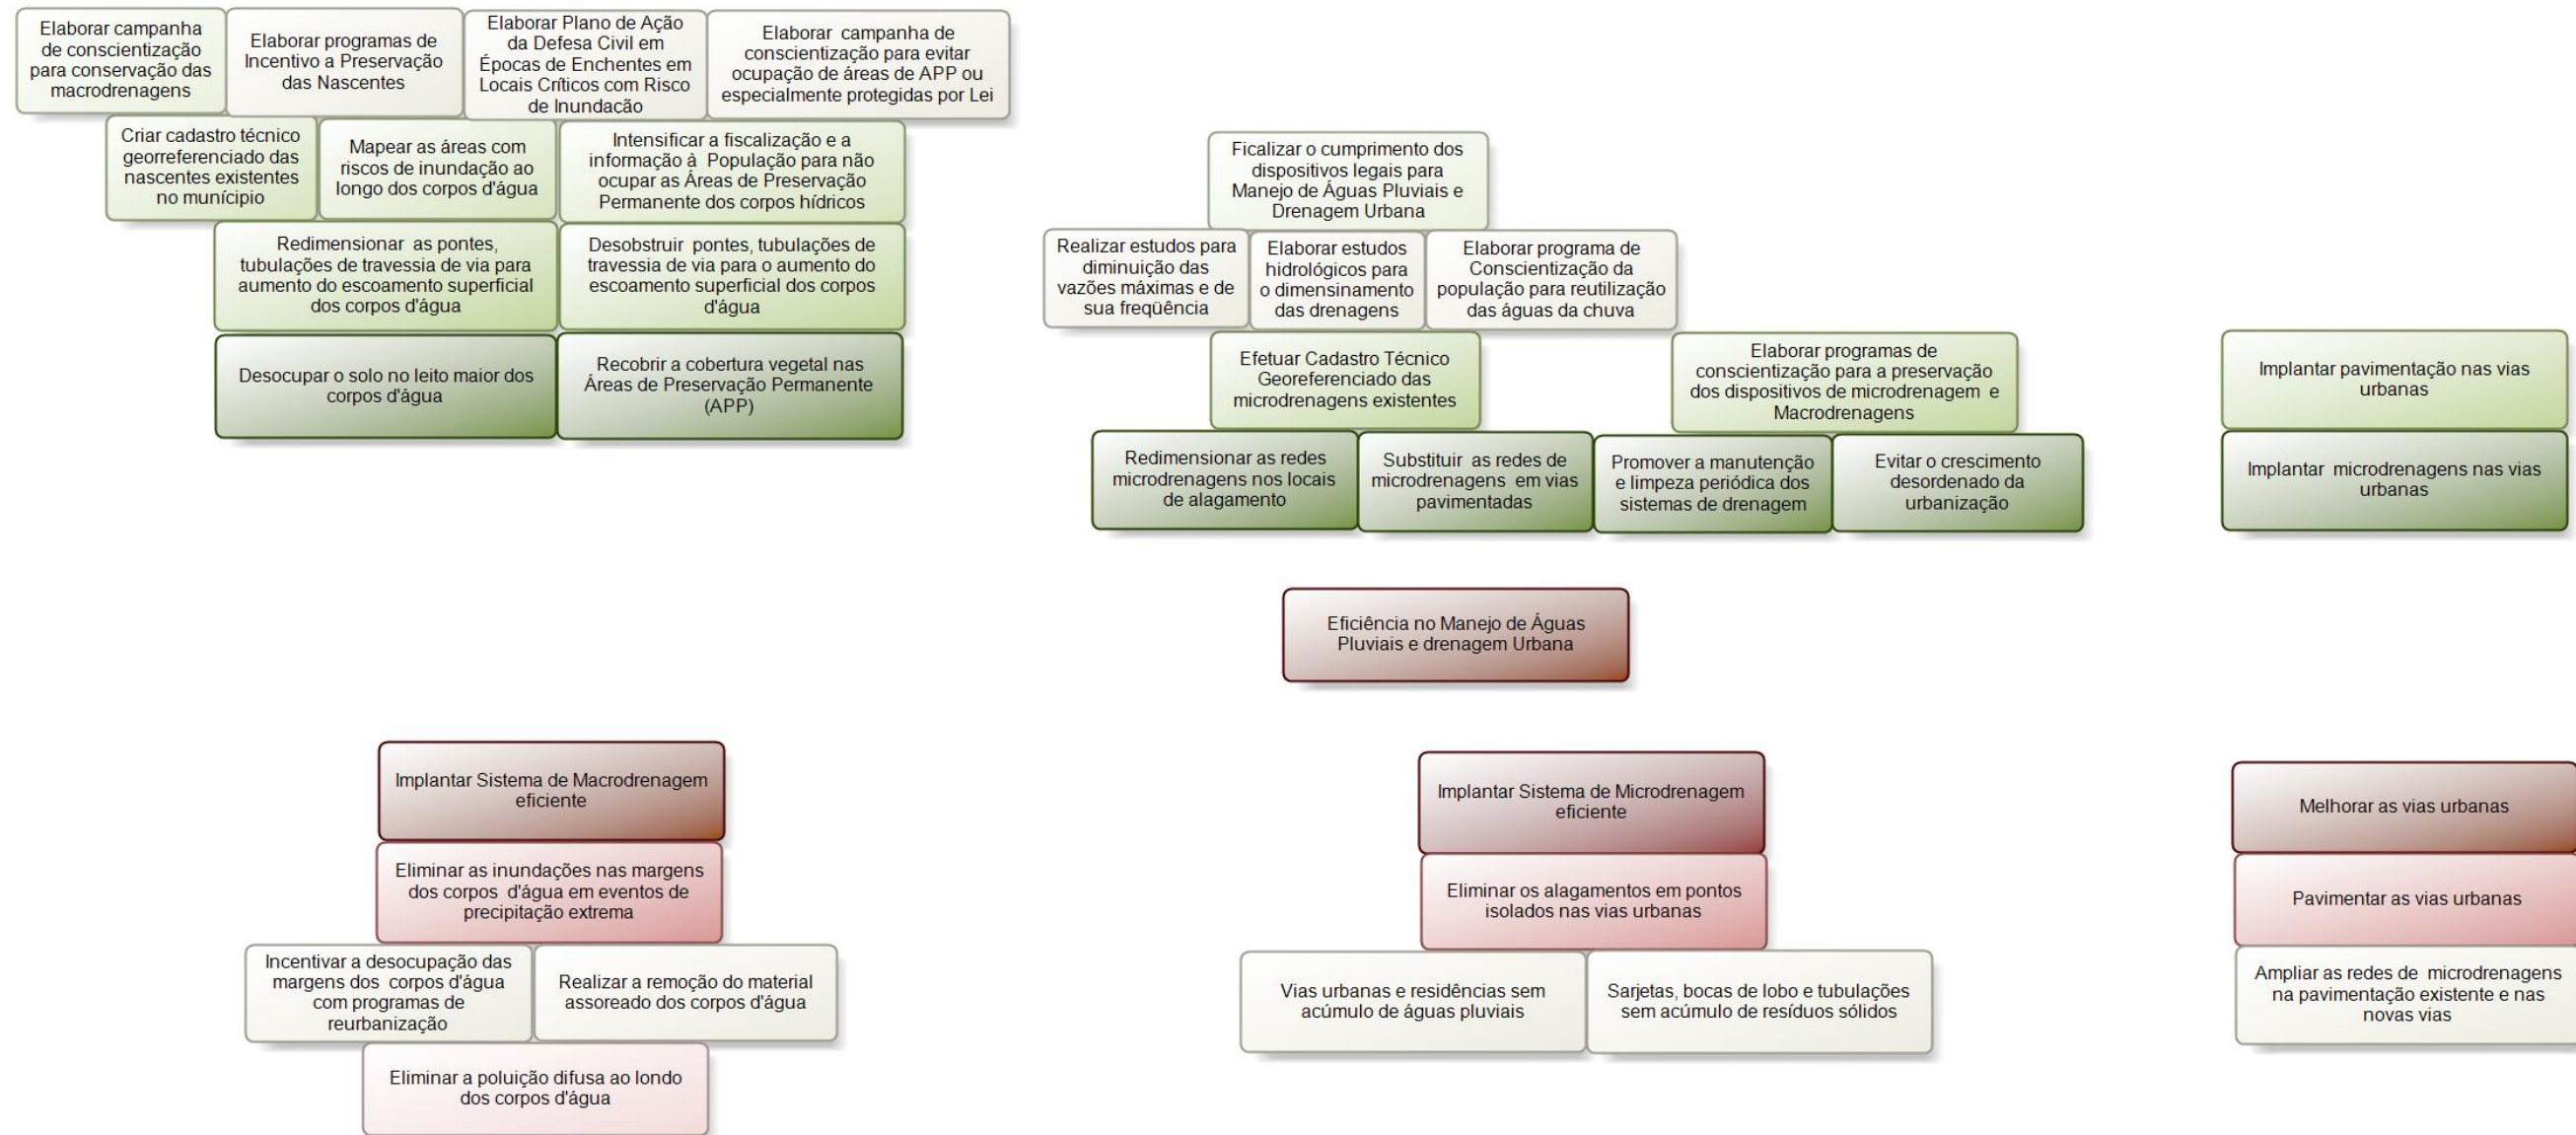 Elaborar campanha
de conscientização
para conservação das
macrodrenagens
Elaborar programas de
Incentivo a Preservação
das Nascentes
Elaborar Plano de Ação
da Defesa Civil em
Épocas de Enchentes em
Locais Críticos com Risco
de Inundação
Elaborar campanha de
conscientização para evitar
ocupação de áreas de APP ou
especialmente protegidas por Lei
Criar cadastro técnico
georreferenciado das
nascentes existentes
no munícipio
Mapear as áreas com
riscos de inundação ao
longo dos corpos d'água
Intensificar a fiscalização e a
informação à População para não
ocupar as Áreas de Preservação
Permanente dos corpos hídricos
Redimensionar as pontes,
tubulações de travessia de via para
aumento do escoamento superficial
dos corpos d'água
Desobstruir pontes, tubulações de
travessia de via para o aumento do
escoamento superficial dos corpos
d'água
Desocupar o solo no leito maior dos
corpos d'água
Recobrir a cobertura vegetal nas
Áreas de Preservação Permanente
(APP)
Ficalizar o cumprimento dos
dispositivos legais para
Manejo de Águas Pluviais e
Drenagem Urbana
Realizar estudos para
diminuição das
vazões máximas e de
sua freqüência
Elaborar estudos
hidrológicos para
o dimensinamento
das drenagens
Elaborar programa de
Conscientização da
população para reutilização
das águas da chuva
Efetuar Cadastro Técnico
Georeferenciado das
microdrenagens existentes
Elaborar programas de
conscientização para a preservação
dos dispositivos de microdrenagem e
Macrodrenagens
Redimensionar as redes
microdrenagens nos locais
de alagamento
Substituir as redes de
microdrenagens em vias
pavimentadas
Promover a manutenção
e limpeza periódica dos
sistemas de drenagem
Evitar o crescimento
desordenado da
urbanização
Implantar pavimentação nas vias
urbanas
Implantar microdrenagens nas vias
urbanas
Eficiência no Manejo de Águas
Pluviais e drenagem Urbana
Implantar Sistema de Macrodrenagem
eficiente
Eliminar as inundações nas margens
dos corpos d'água em eventos de
precipitação extrema
Incentivar a desocupação das
margens dos corpos d'água
com programas de
reurbanização
Realizar a remoção do material
assoreado dos corpos d'água
Eliminar a poluição difusa ao londo
dos corpos d'água
Implantar Sistema de Microdrenagem
eficiente
Eliminar os alagamentos em pontos
isolados nas vias urbanas
Vias urbanas e residências sem
acúmulo de águas pluviais
Sarjetas, bocas de lobo e tubulações
sem acúmulo de resíduos sólidos
Melhorar as vias urbanas
Pavimentar as vias urbanas
Ampliar as redes de microdrenagens
na pavimentação existente e nas
novas vias